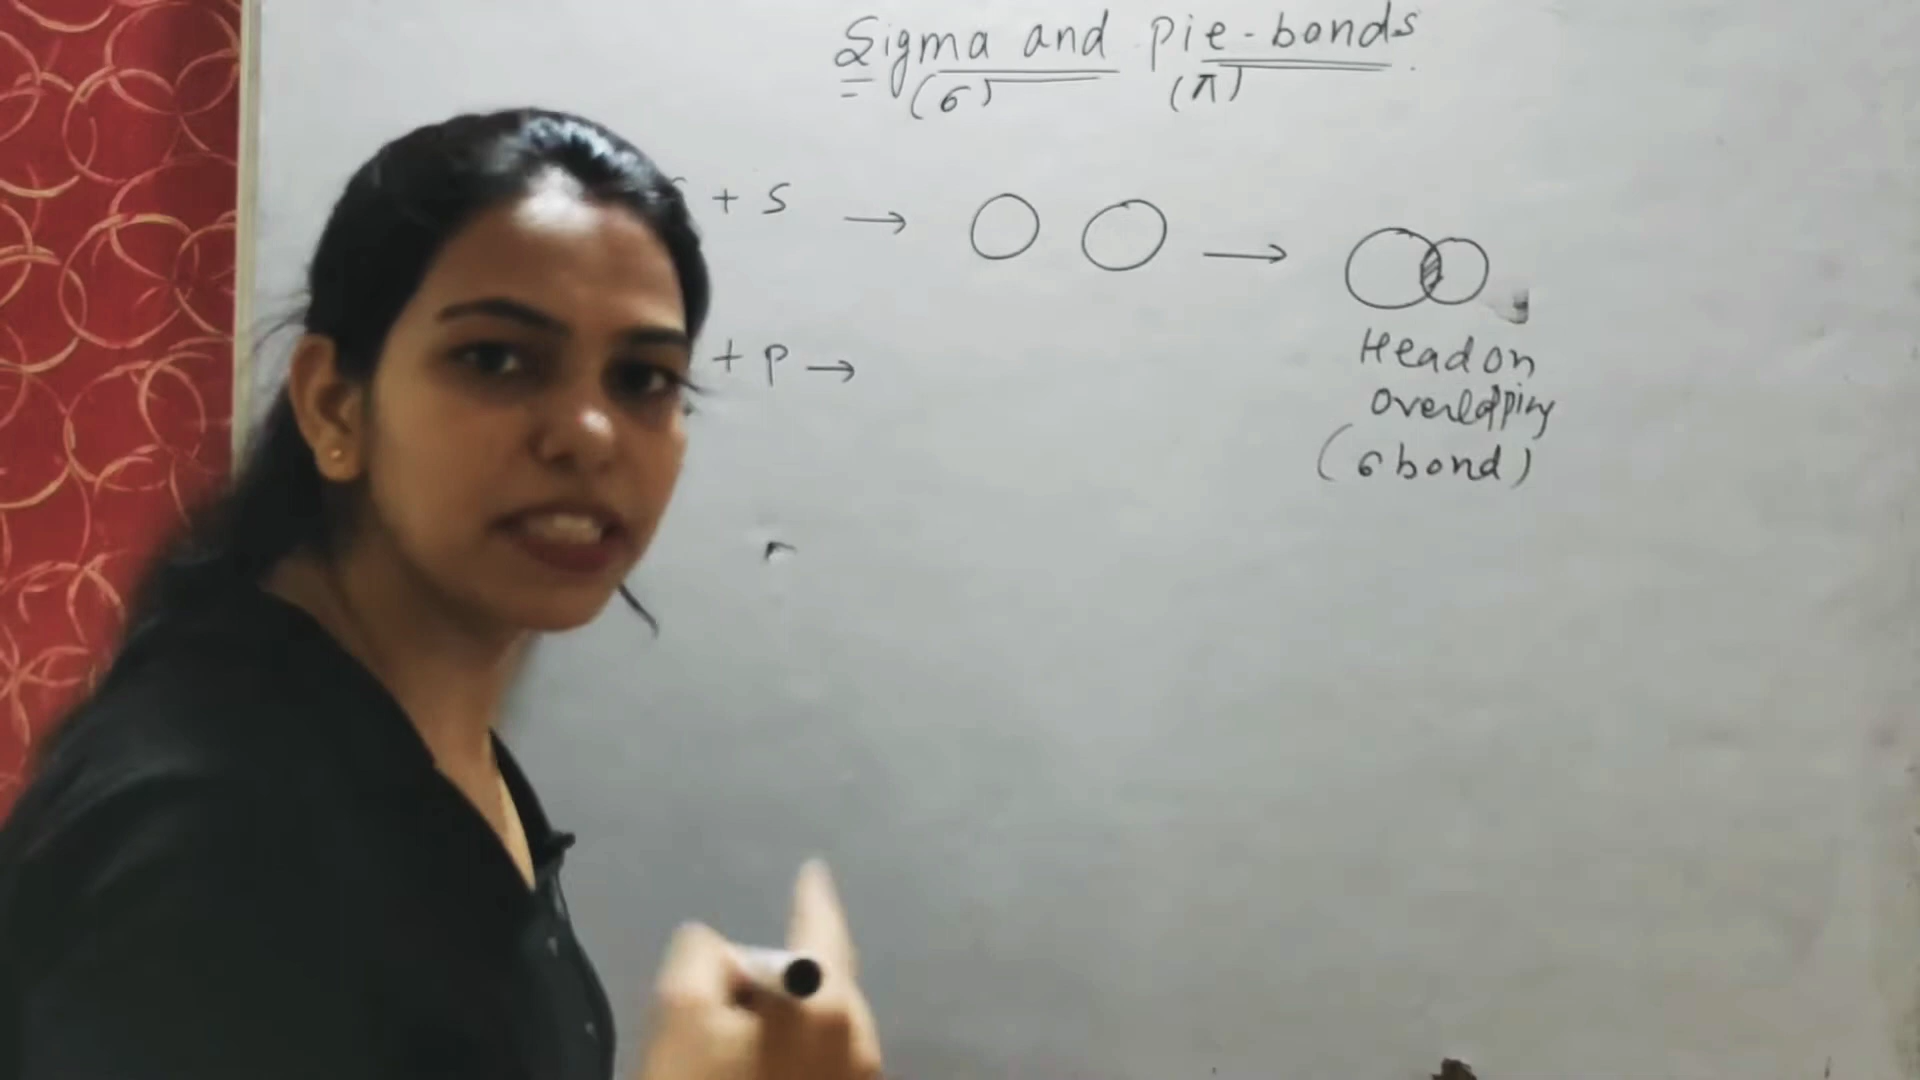 Sigma and pie-bonds
(σ) (π)
+ s →
→
+ p →
Head on
overlapping
(σ bond)